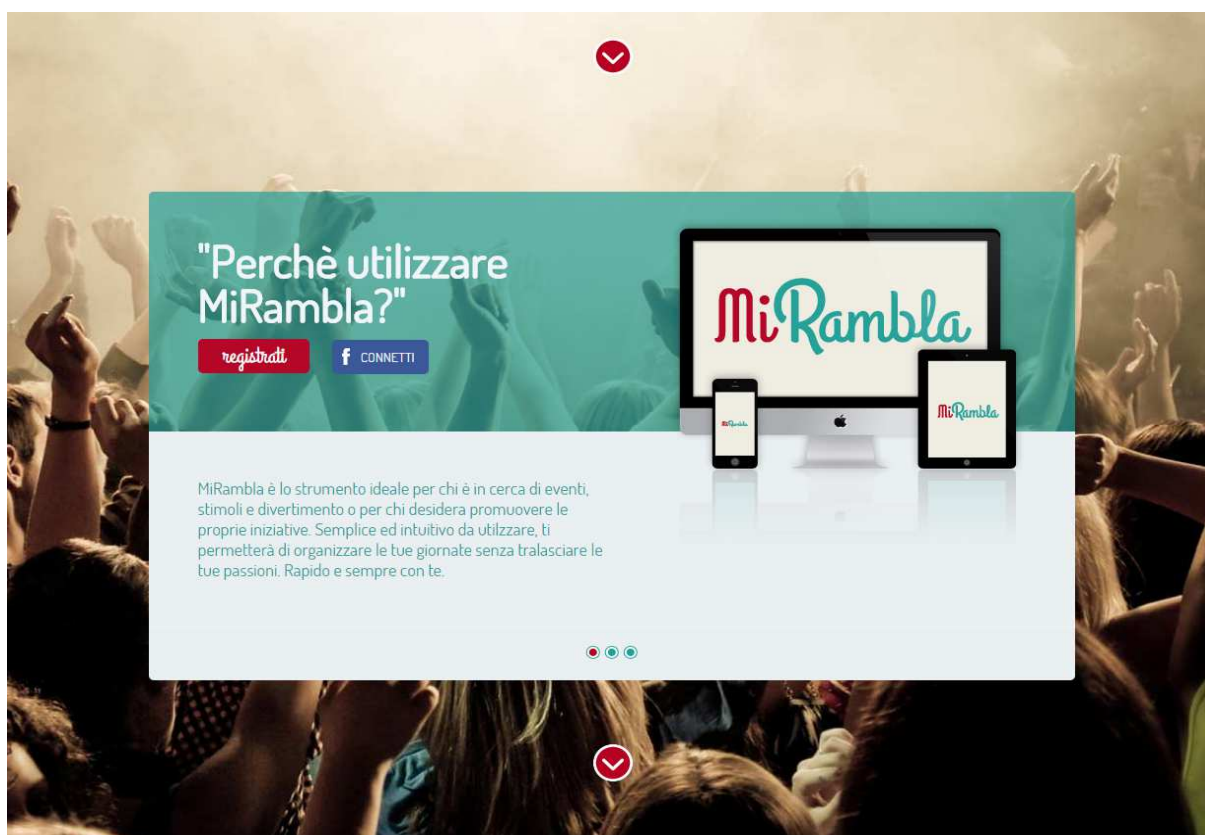 "Perchè utilizzare
MiRambla?"
registrati
f CONNETTI
MiRambla
MiRambla
MiRambla
MiRambla è lo strumento ideale per chi è in cerca di eventi,
stimoli e divertimento o per chi desidera promuovere le
proprie iniziative. Semplice ed intuitivo da utilzzare, ti
permetterà di organizzare le tue giornate senza tralasciare le
tue passioni. Rapido e sempre con te.